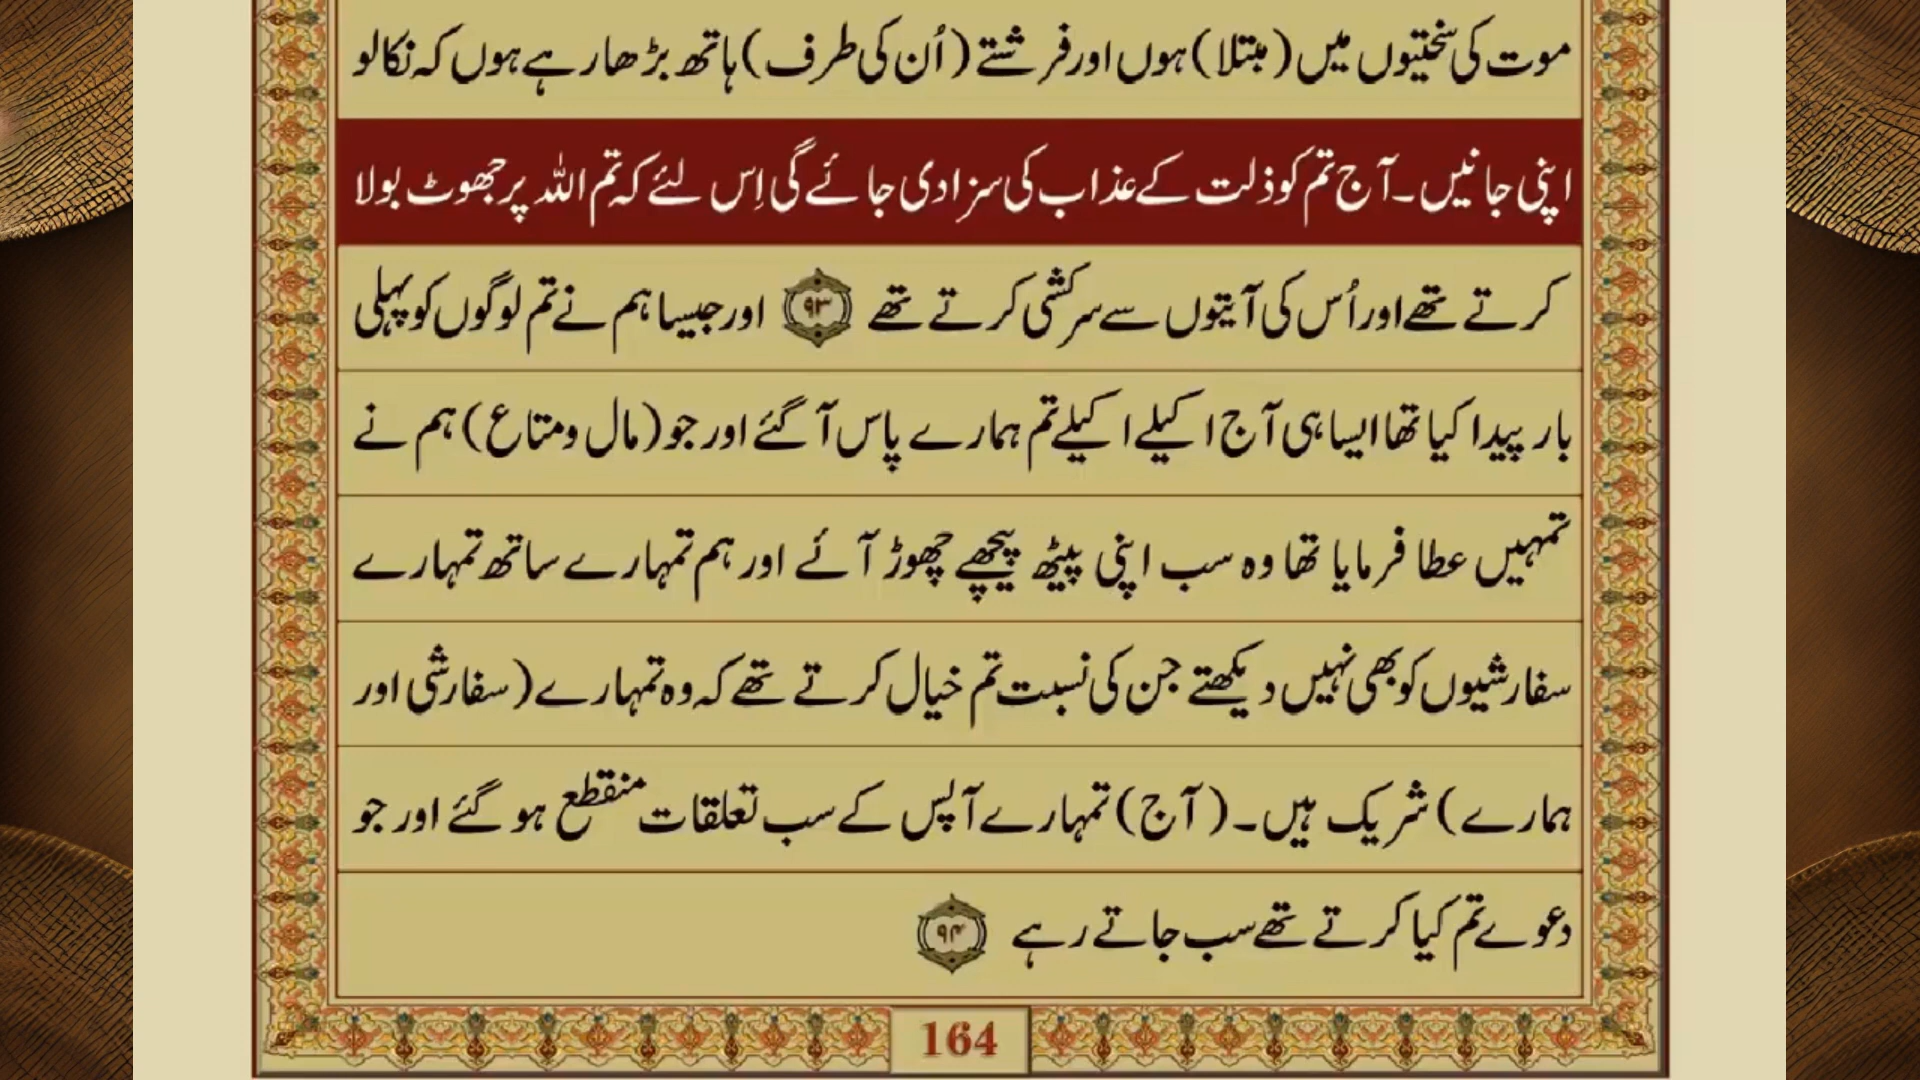 موت کی سختیوں میں (مبتلا) ہوں اور فرشتے (اُن کی طرف) ہاتھ بڑھا رہے ہوں کہ نکالو
اپنی جانیں۔ آج تم کو ذلت کے عذاب کی سزا دی جائے گی اِس لئے کہ تم اللہ پر جھوٹ بولا
کرتے تھے اور اُس کی آیتوں سے سرکشی کرتے تھے ۹۳ اور جیسا ہم نے تم لوگوں کو پہلی
بار پیدا کیا تھا ایسا ہی آج اکیلے اکیلے تم ہمارے پاس آ گئے اور جو (مال و متاع) ہم نے
تمہیں عطا فرمایا تھا وہ سب اپنی پیٹھ پیچھے چھوڑ آئے اور ہم تمہارے ساتھ تمہارے
سفارشیوں کو بھی نہیں دیکھتے جن کی نسبت تم خیال کرتے تھے کہ وہ تمہارے (سفارشی اور
ہمارے) شریک ہیں۔ (آج) تمہارے آپس کے سب تعلقات منقطع ہو گئے اور جو
دعوے تم کیا کرتے تھے سب جاتے رہے ۹۴
164